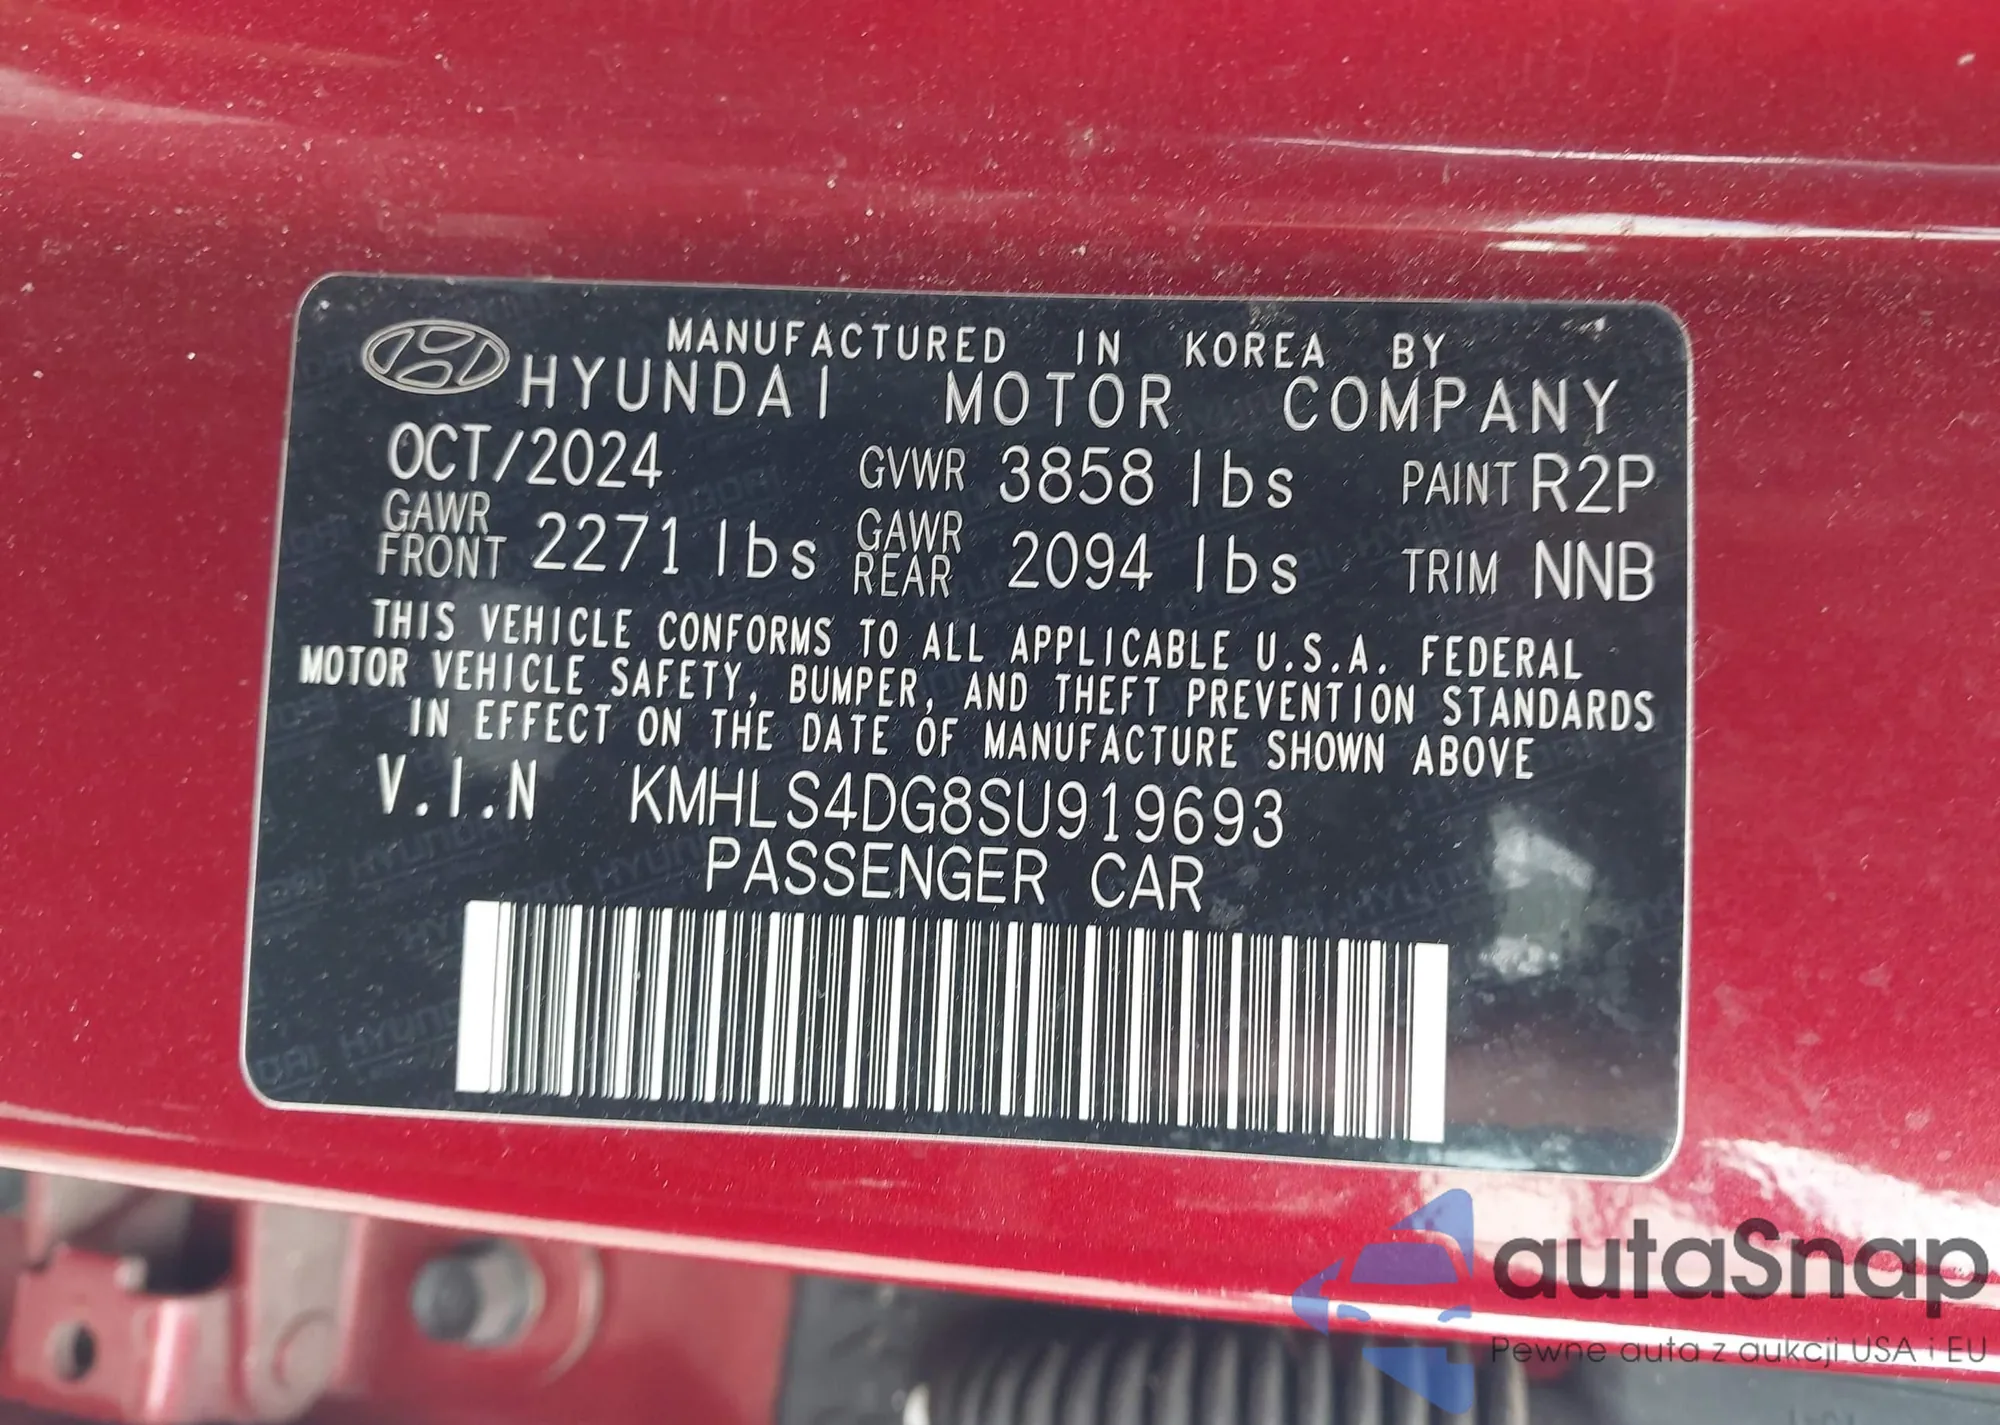 MANUFACTURED IN KOREA BY
HYUNDAI MOTOR COMPANY
OCT/2024 GVWR 3858 lbs PAINT R2P
GAWR FRONT 2271 lbs GAWR REAR 2094 lbs TRIM NNB
THIS VEHICLE CONFORMS TO ALL APPLICABLE U.S.A. FEDERAL
MOTOR VEHICLE SAFETY, BUMPER, AND THEFT PREVENTION STANDARDS
IN EFFECT ON THE DATE OF MANUFACTURE SHOWN ABOVE
V.I.N KMHLS4DG8SU919693
PASSENGER CAR
autaSnap
Pewne auta z aukcji USA i EU